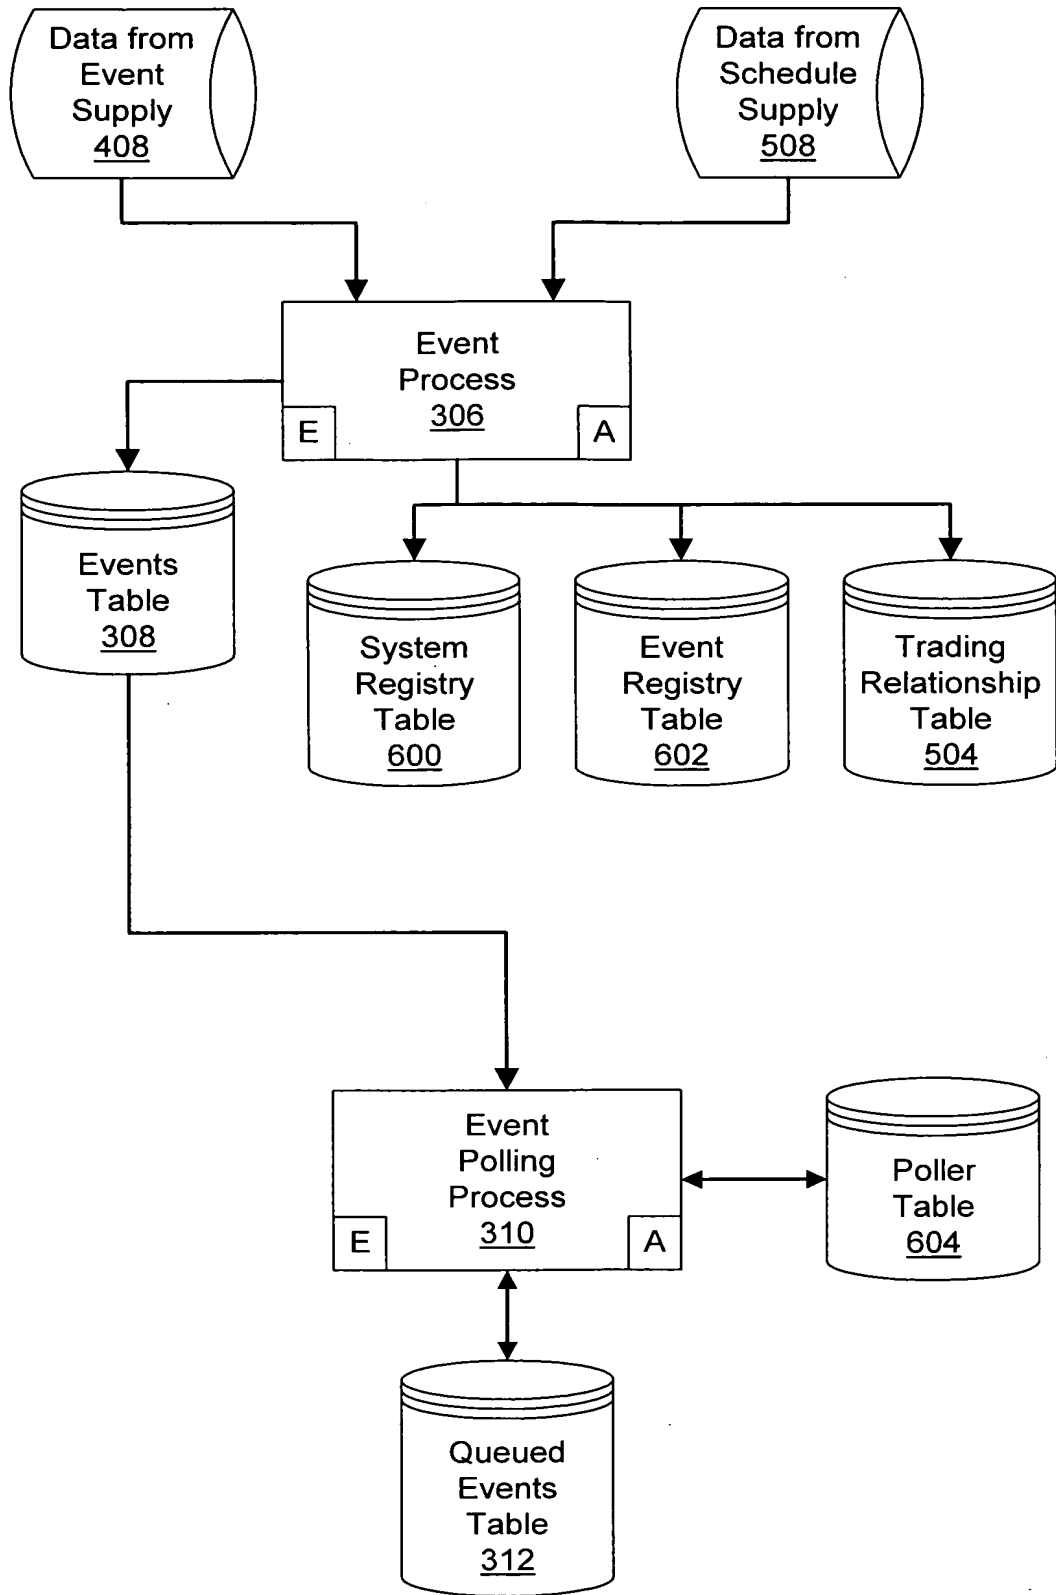 Data from
Event
Supply
408
Data from
Schedule
Supply
508
Event
Process
306
E
A
Events
Table
308
System
Registry
Table
600
Event
Registry
Table
602
Trading
Relationship
Table
504
Event
Polling
Process
310
E
A
Poller
Table
604
Queued
Events
Table
312